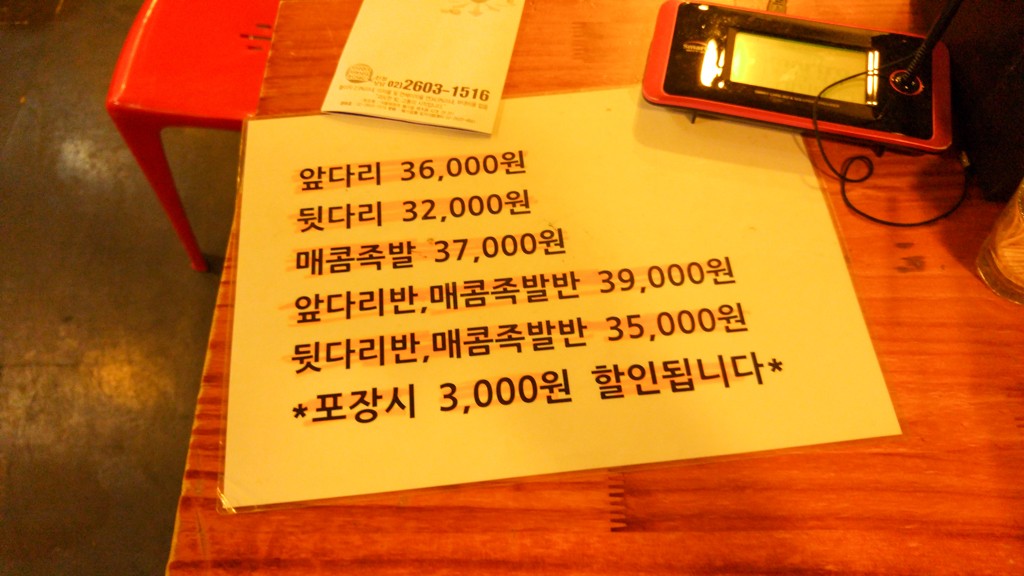 02)2603-1516
앞다리 36,000원
뒷다리 32,000원
매콤족발 37,000원
앞다리반,매콤족발반 39,000원
뒷다리반,매콤족발반 35,000원
*포장시 3,000원 할인됩니다*